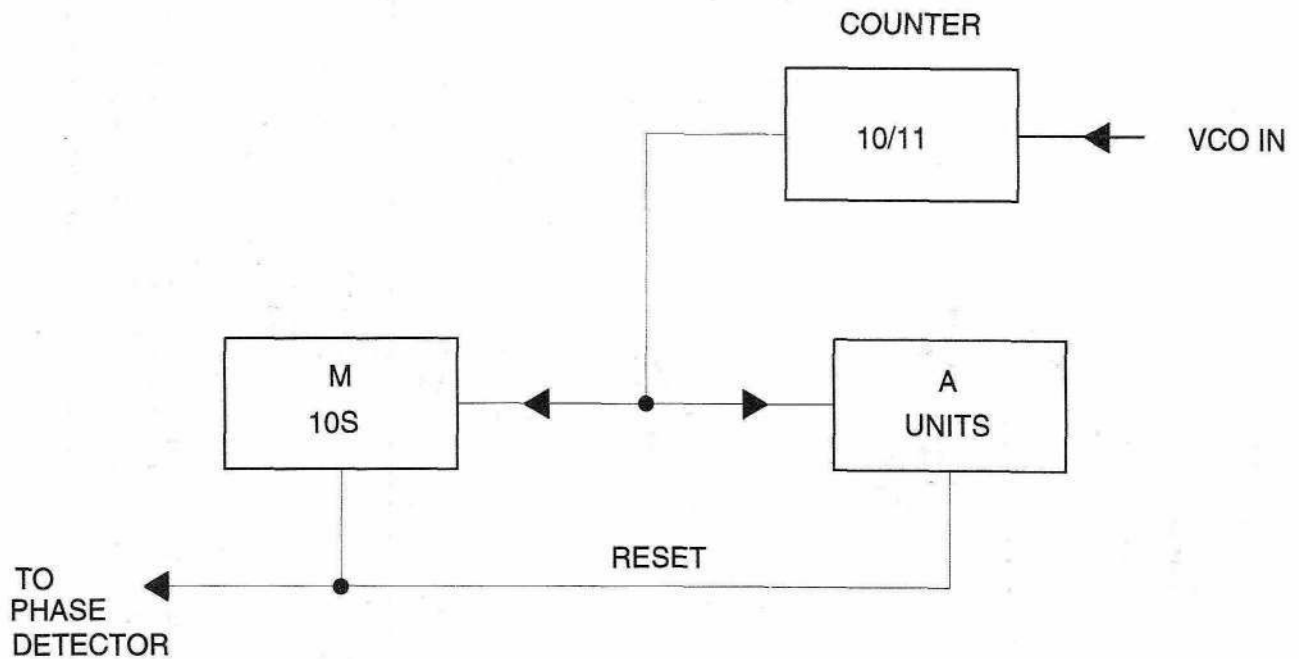 COUNTER
10/11
VCO IN
M
10S
A
UNITS
RESET
TO
PHASE
DETECTOR